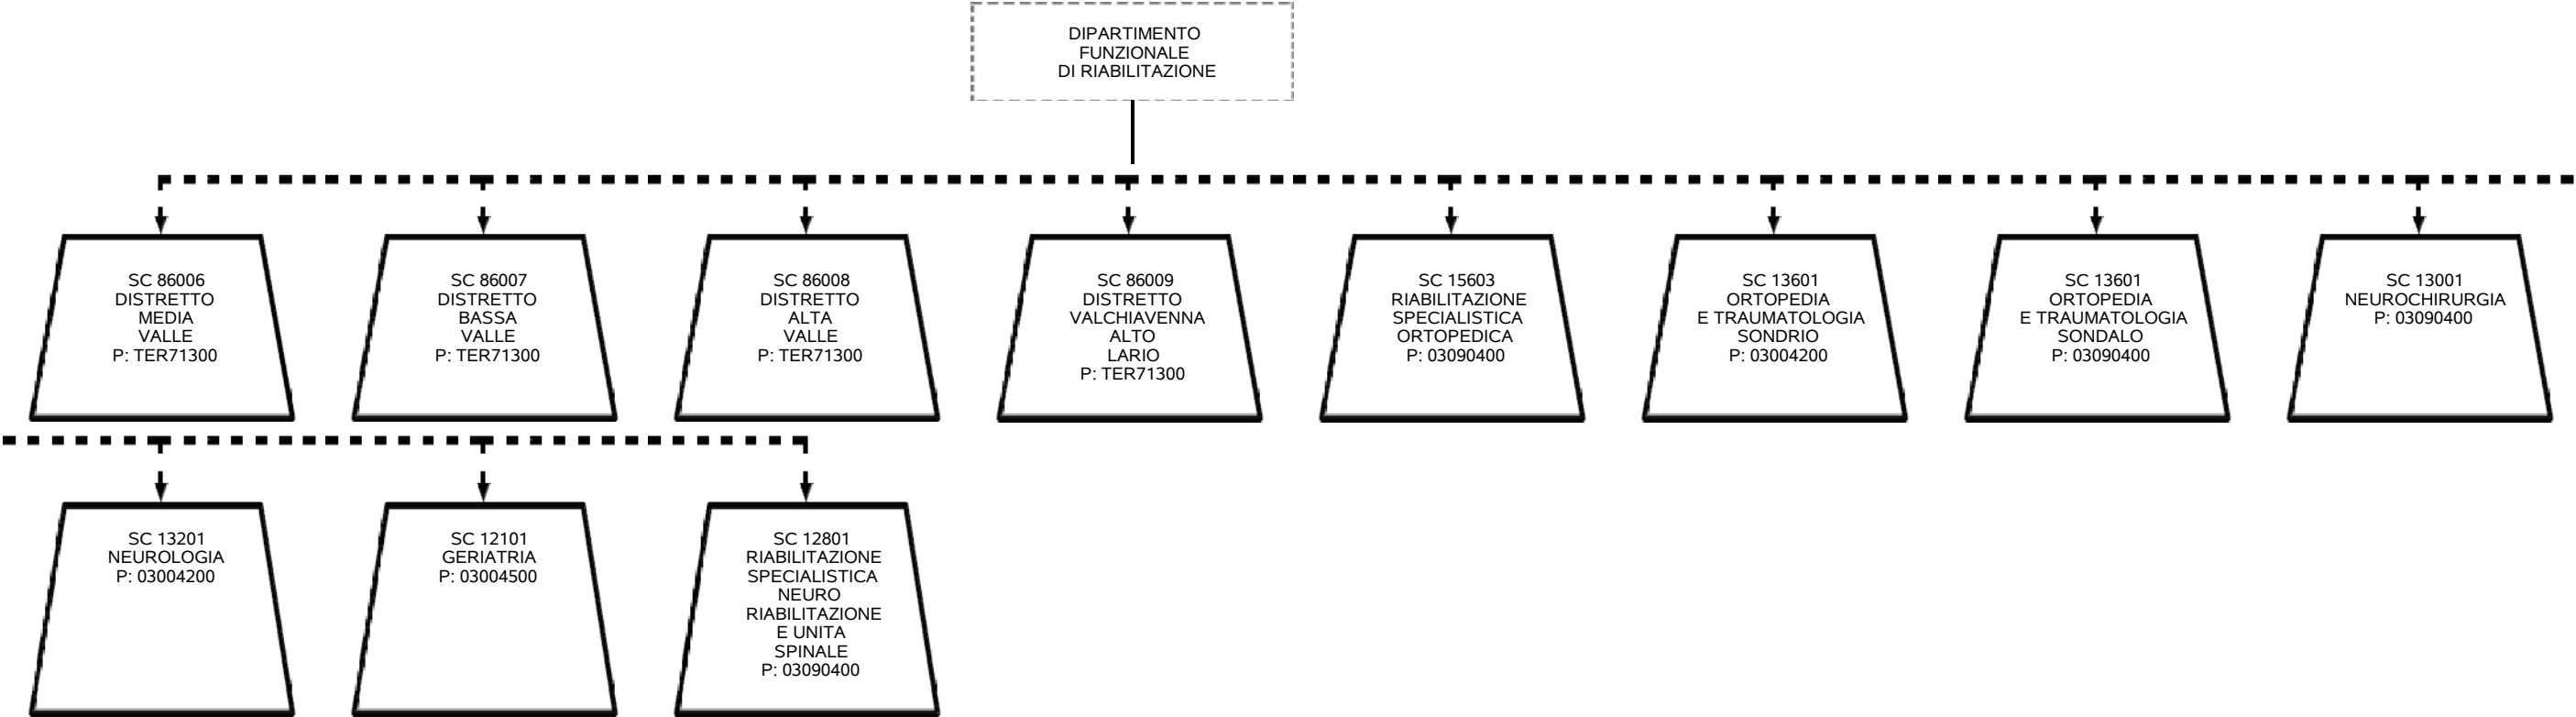 DIPARTIMENTO
FUNZIONALE
DI RIABILITAZIONE
SC 86006
DISTRETTO
MEDIA
VALLE
P: TER71300
SC 86007
DISTRETTO
BASSA
VALLE
P: TER71300
SC 86008
DISTRETTO
ALTA
VALLE
P: TER71300
SC 86009
DISTRETTO
VALCHIAVENNA
ALTO
LARIO
P: TER71300
SC 15603
RIABILITAZIONE
SPECIALISTICA
ORTOPEDICA
P: 03090400
SC 13601
ORTOPEDIA
E TRAUMATOLOGIA
SONDRIO
P: 03004200
SC 13601
ORTOPEDIA
E TRAUMATOLOGIA
SONDALO
P: 03090400
SC 13001
NEUROCHIRURGIA
P: 03090400
SC 13201
NEUROLOGIA
P: 03004200
SC 12101
GERIATRIA
P: 03004500
SC 12801
RIABILITAZIONE
SPECIALISTICA
NEURO
RIABILITAZIONE
E UNITA
SPINALE
P: 03090400